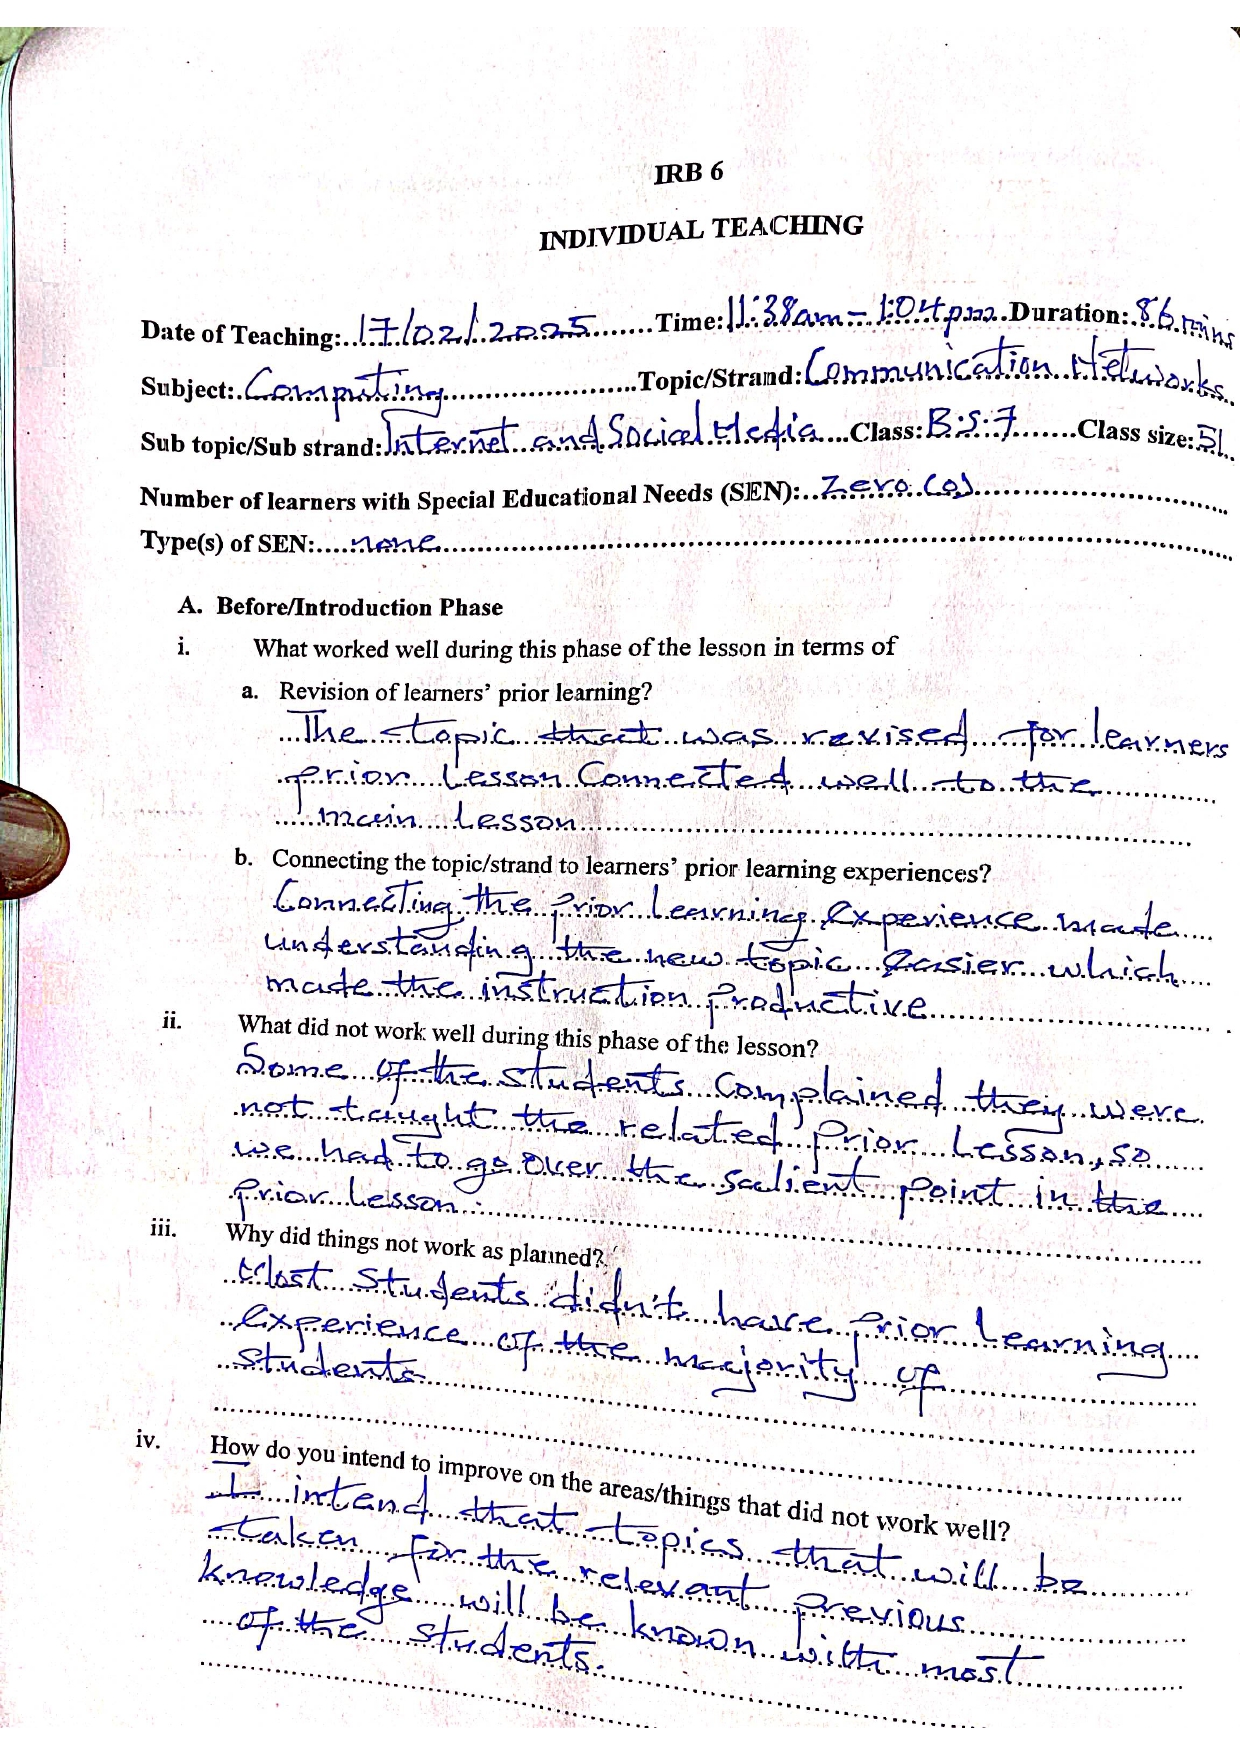 IRB 6
INDIVIDUAL TEACHING
Date of Teaching: 17/02/2025 Time: 11:38am - 1:04pm Duration: 86 mins
Subject: Computing Topic/Strand: Communication Networks
Sub topic/Sub strand: Internet and Social Media Class: B.S.7 Class size: 51
Number of learners with Special Educational Needs (SEN): Zero (0)
Type(s) of SEN: none
A. Before/Introduction Phase
i. What worked well during this phase of the lesson in terms of
a. Revision of learners' prior learning?
The topic that was revised for learners
prior Lesson Connected well to the
main Lesson
b. Connecting the topic/strand to learners' prior learning experiences?
Connecting the Prior Learning Experience made
understanding the new topic Easier which
made the instruction Productive
ii. What did not work well during this phase of the lesson?
Some of the students Complained they were
not taught the related Prior Lesson, so
we had to go over the salient point in the
Prior Lesson.
iii. Why did things not work as planned?
Most students didn't have Prior Learning
Experience of the majority of
students
iv. How do you intend to improve on the areas/things that did not work well?
I intend that topics that will be
taken for the relevant Previous
knowledge will be known with most
of the students.